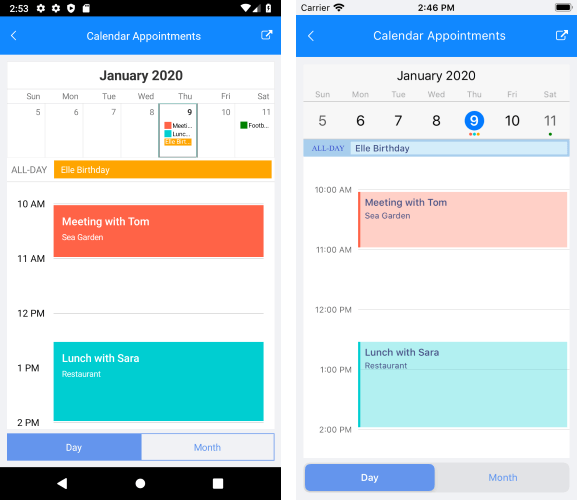 2:53
Calendar Appointments
January 2020
Sun Mon Tue Wed Thu Fri Sat
5 6 7 8 9 10 11
Meeti...
Footb...
Lunc...
Elle Birt...
ALL-DAY Elle Birthday
10 AM
Meeting with Tom
Sea Garden
11 AM
12 PM
Lunch with Sara
1 PM
Restaurant
2 PM
Day Month
Carrier 2:46 PM
Calendar Appointments
January 2020
Sun Mon Tue Wed Thu Fri Sat
5 6 7 8 9 10 11
ALL-DAY Elle Birthday
10:00 AM
Meeting with Tom
Sea Garden
11:00 AM
12:00 PM
Lunch with Sara
Restaurant
1:00 PM
2:00 PM
Day Month